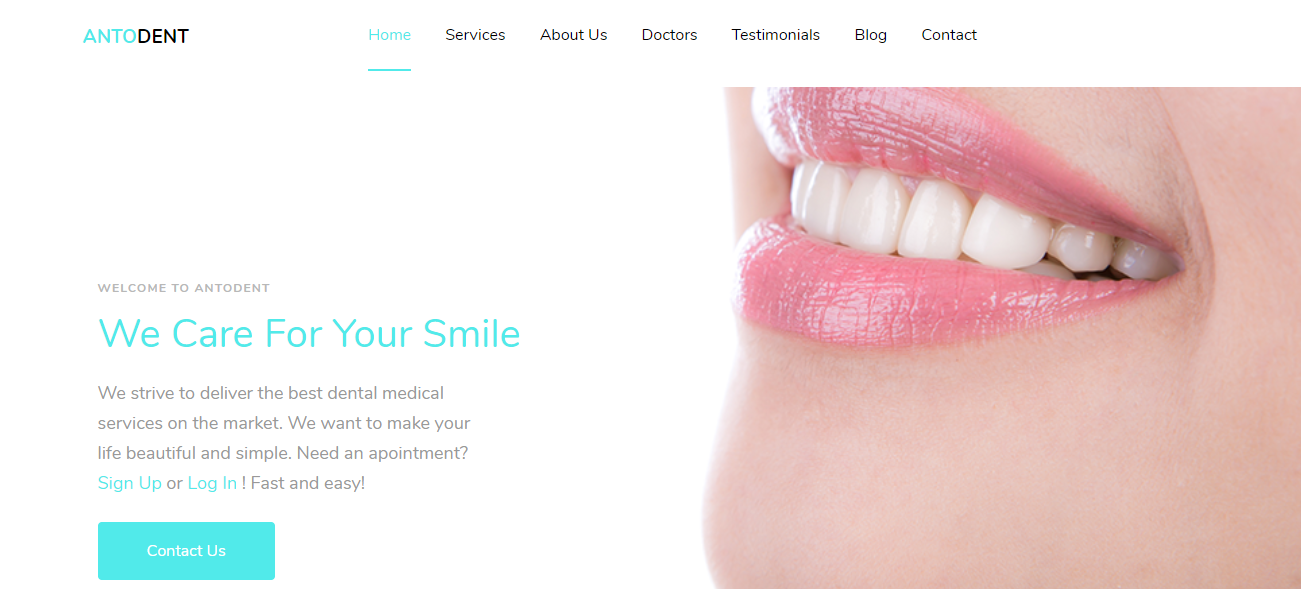 ANTODENT
Home Services About Us Doctors Testimonials Blog Contact
WELCOME TO ANTODENT
We Care For Your Smile
We strive to deliver the best dental medical
services on the market. We want to make your
life beautiful and simple. Need an apointment?
Sign Up or Log In ! Fast and easy!
Contact Us